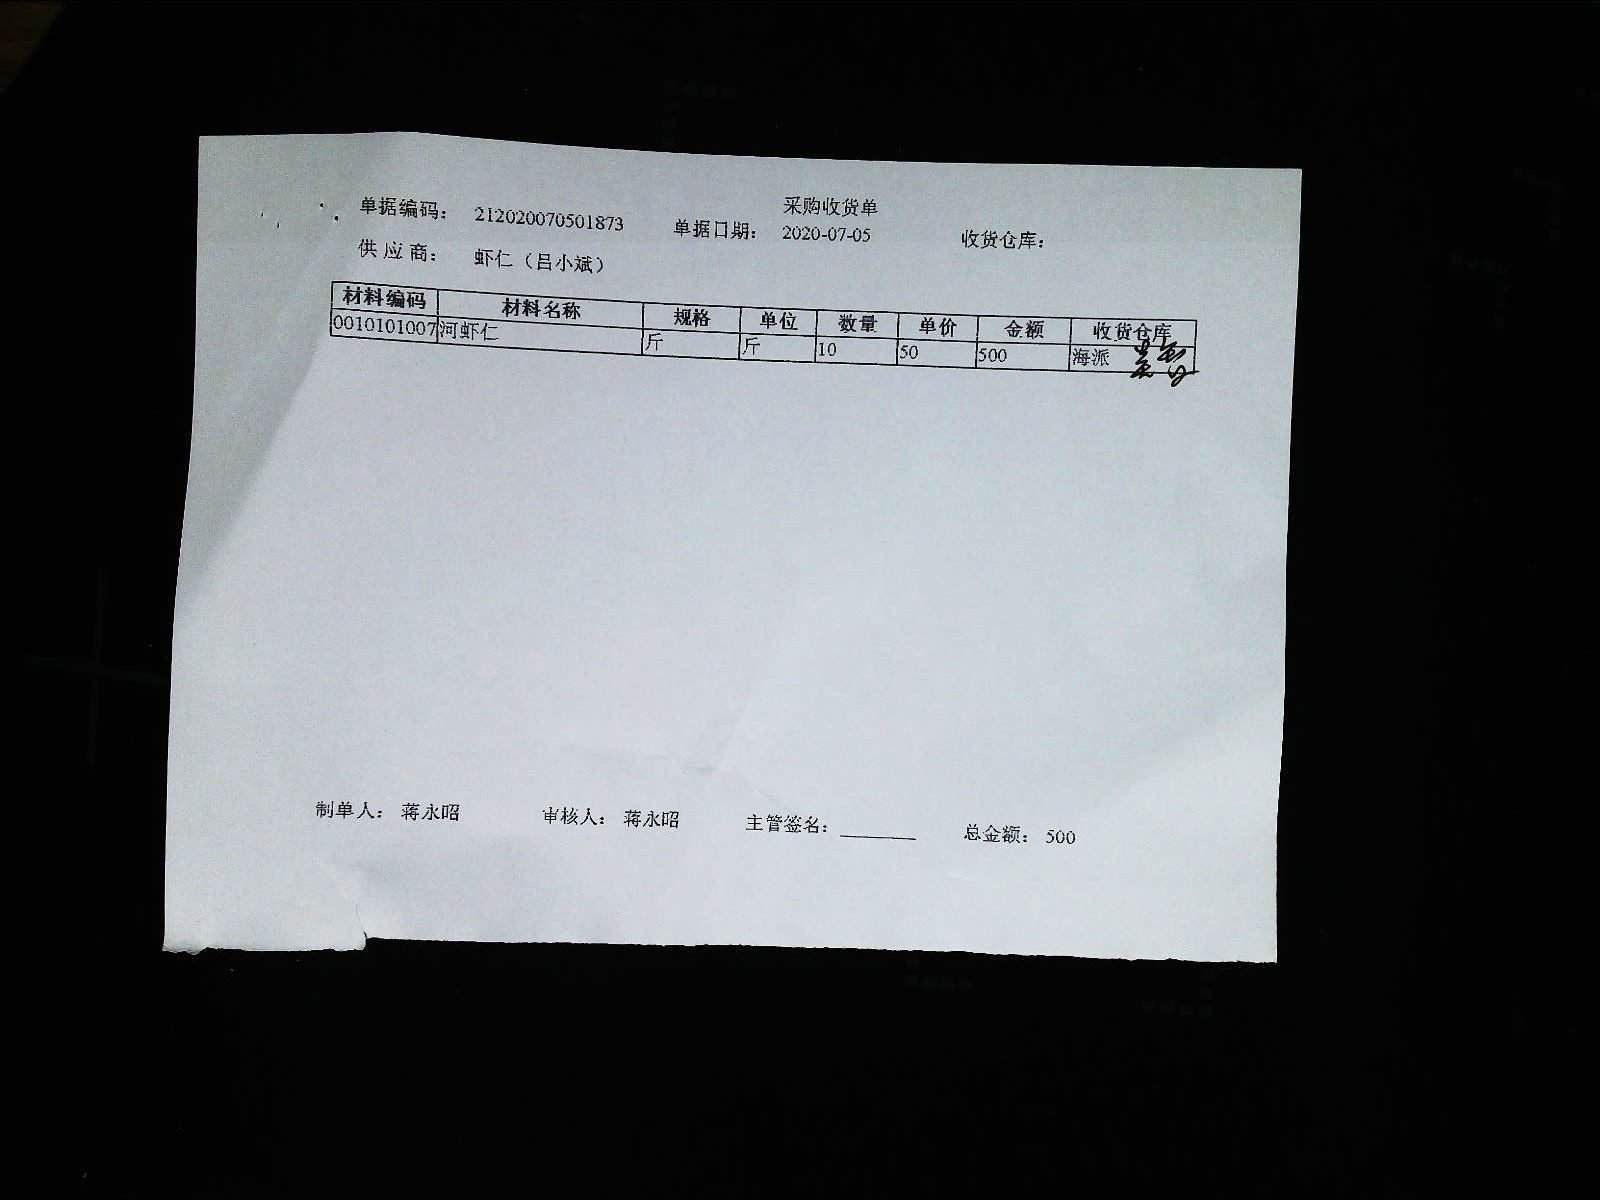 采购收货单
单据编码： 212020070501873 单据日期： 2020-07-05 收货仓库：
供应商： 虾仁（吕小斌）
材料编码 材料名称 规格 单位 数量 单价 金额 收货仓库
0010101007 河虾仁 斤 斤 10 50 500 海派
制单人： 蒋永昭 审核人： 蒋永昭 主管签名： 总金额： 500